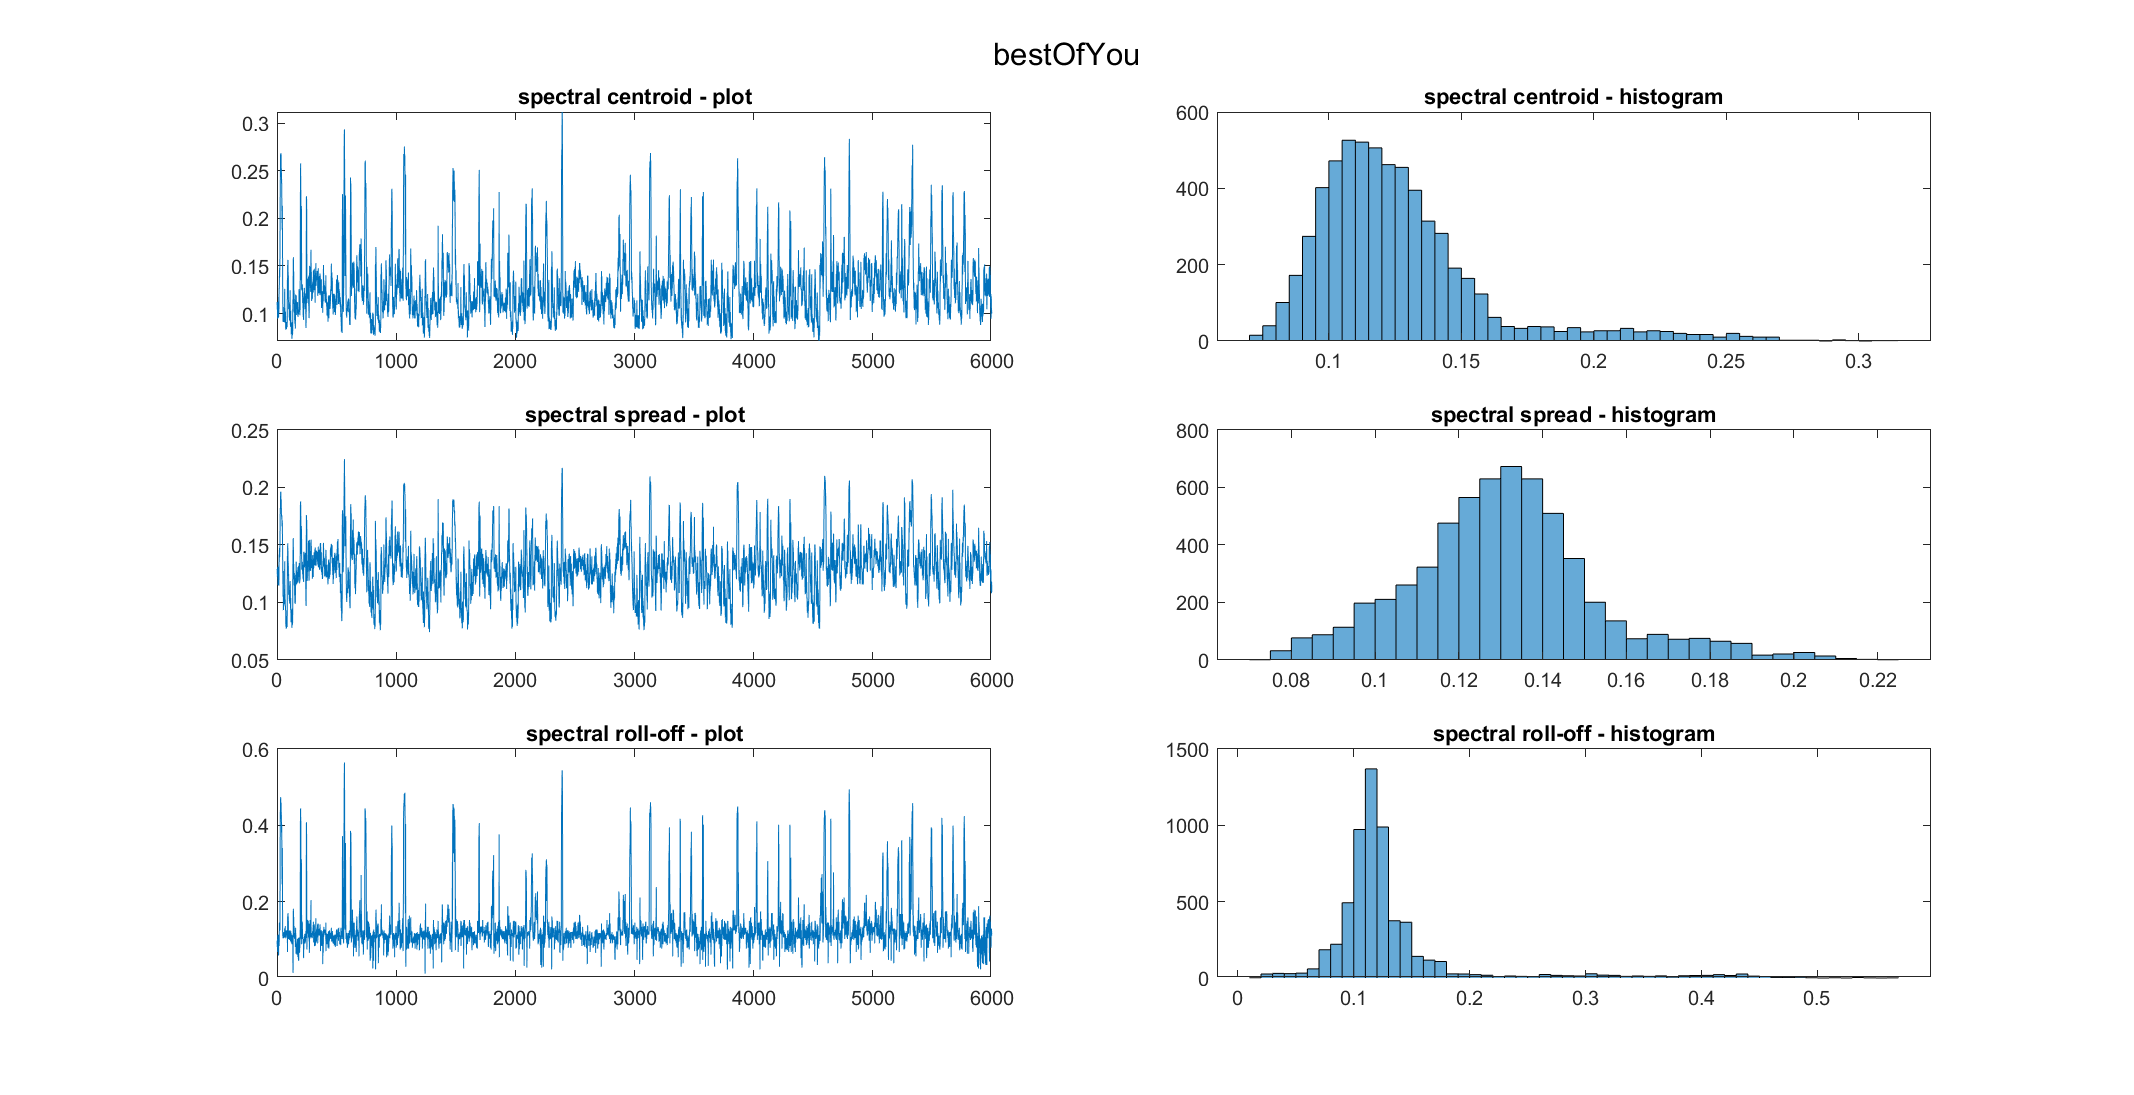 bestOfYou
spectral centroid - plot
0.3
0.25
0.2
0.15
0.1
0 1000 2000 3000 4000 5000 6000
spectral centroid - histogram
600
400
200
0
0.1 0.15 0.2 0.25 0.3
spectral spread - plot
0.25
0.2
0.15
0.1
0.05
0 1000 2000 3000 4000 5000 6000
spectral spread - histogram
800
600
400
200
0
0.08 0.1 0.12 0.14 0.16 0.18 0.2 0.22
spectral roll-off - plot
0.6
0.4
0.2
0
0 1000 2000 3000 4000 5000 6000
spectral roll-off - histogram
1500
1000
500
0
0 0.1 0.2 0.3 0.4 0.5